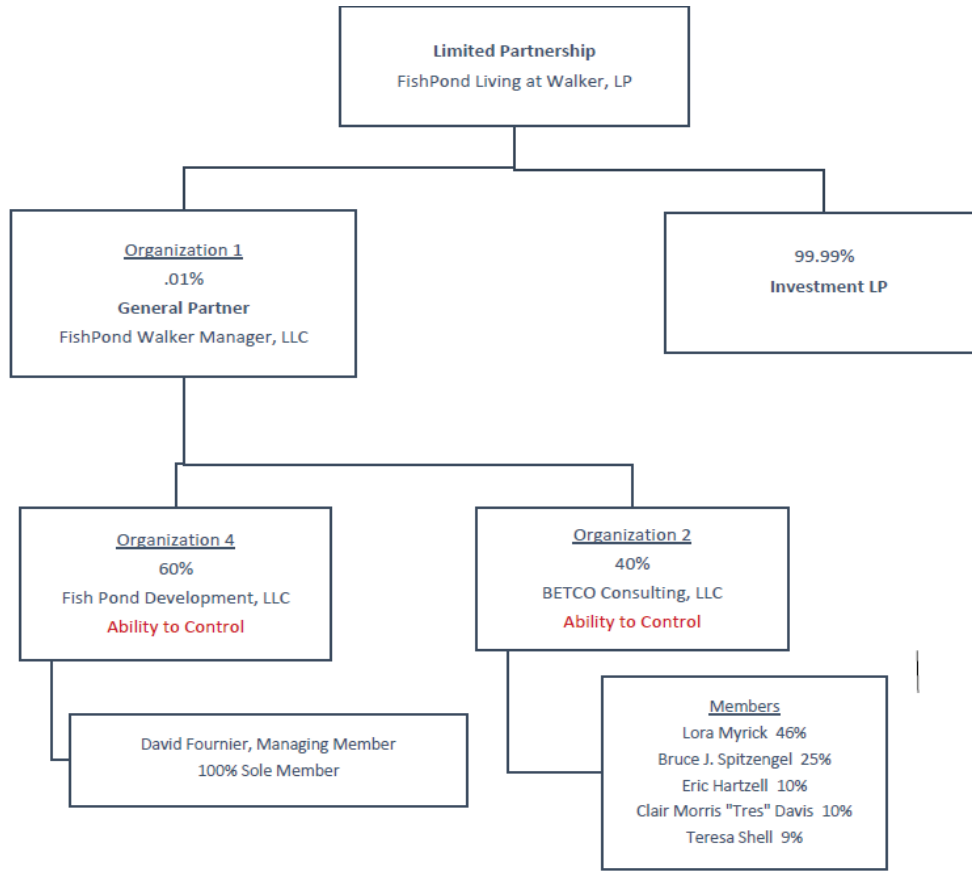 Limited Partnership
FishPond Living at Walker, LP
Organization 1
.01%
General Partner
FishPond Walker Manager, LLC
99.99%
Investment LP
Organization 4
60%
Fish Pond Development, LLC
Ability to Control
Organization 2
40%
BETCO Consulting, LLC
Ability to Control
David Fournier, Managing Member
100% Sole Member
Members
Lora Myrick 46%
Bruce J. Spitzengel 25%
Eric Hartzell 10%
Clair Morris "Tres" Davis 10%
Teresa Shell 9%